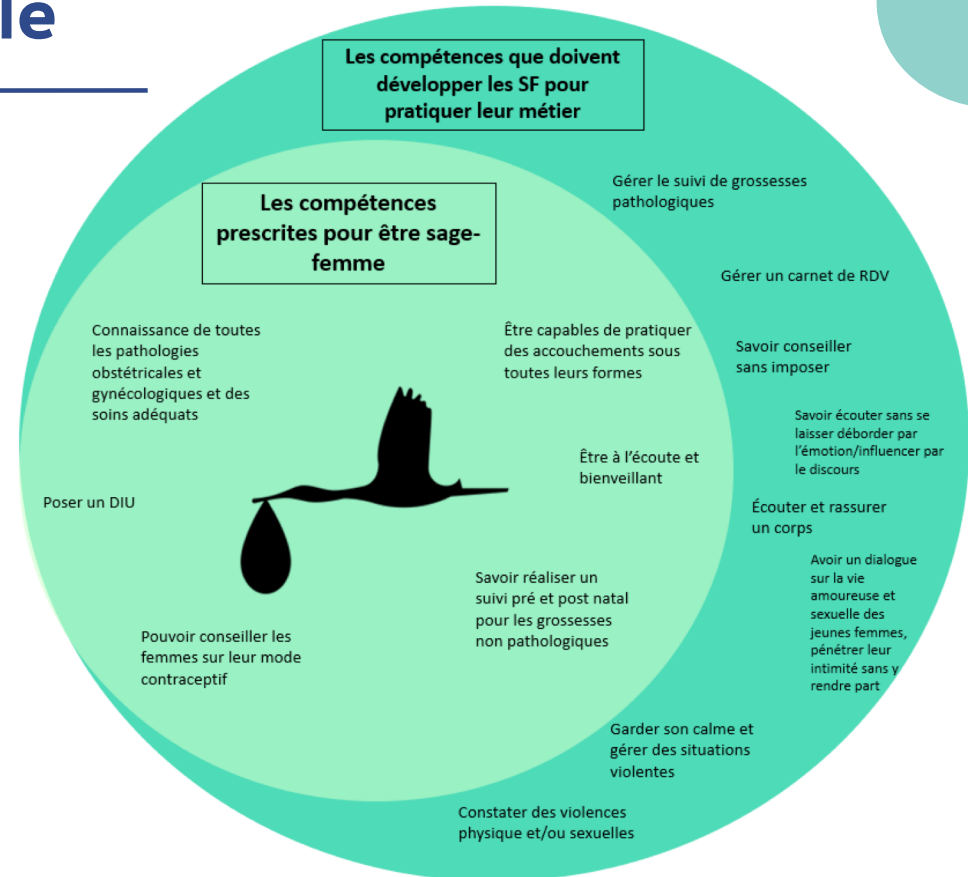 le
Les compétences que doivent
développer les SF pour
pratiquer leur métier
Gérer le suivi de grossesses
pathologiques
Les compétences
prescrites pour être sage-
femme
Gérer un carnet de RDV
Connaissance de toutes
les pathologies
obstétricales et
gynécologiques et des
soins adéquats
Être capables de pratiquer
des accouchements sous
toutes leurs formes
Savoir conseiller
sans imposer
Savoir écouter sans se
laisser déborder par
l'émotion/influencer par
le discours
Être à l'écoute et
bienveillant
Poser un DIU
Écouter et rassurer
un corps
Avoir un dialogue
sur la vie
amoureuse et
sexuelle des
jeunes femmes,
pénétrer leur
intimité sans y
rendre part
Savoir réaliser un
suivi pré et post natal
pour les grossesses
non pathologiques
Pouvoir conseiller les
femmes sur leur mode
contraceptif
Garder son calme et
gérer des situations
violentes
Constater des violences
physique et/ou sexuelles